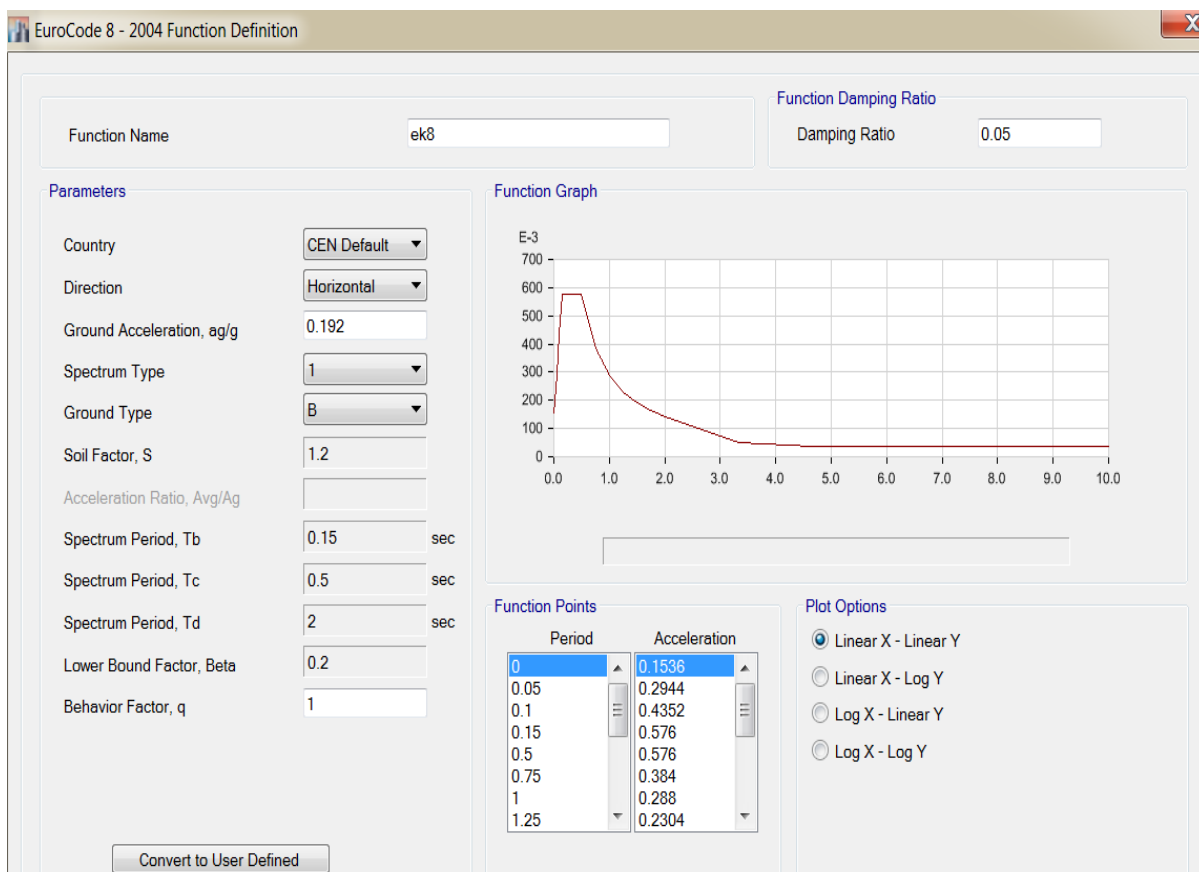 EuroCode 8 - 2004 Function Definition
X
Function Name
ek8
Function Damping Ratio
Damping Ratio
0.05
Parameters
Country
CEN Default
Direction
Horizontal
Ground Acceleration, ag/g
0.192
Spectrum Type
1
Ground Type
B
Soil Factor, S
1.2
Acceleration Ratio, Avg/Ag
Spectrum Period, Tb
0.15
sec
Spectrum Period, Tc
0.5
sec
Spectrum Period, Td
2
sec
Lower Bound Factor, Beta
0.2
Behavior Factor, q
1
Convert to User Defined
Function Graph
E-3
700
600
500
400
300
200
100
0
0.0 1.0 2.0 3.0 4.0 5.0 6.0 7.0 8.0 9.0 10.0
Function Points
Period Acceleration
0 0.1536
0.05 0.2944
0.1 0.4352
0.15 0.576
0.5 0.576
0.75 0.384
1 0.288
1.25 0.2304
Plot Options
Linear X - Linear Y
Linear X - Log Y
Log X - Linear Y
Log X - Log Y